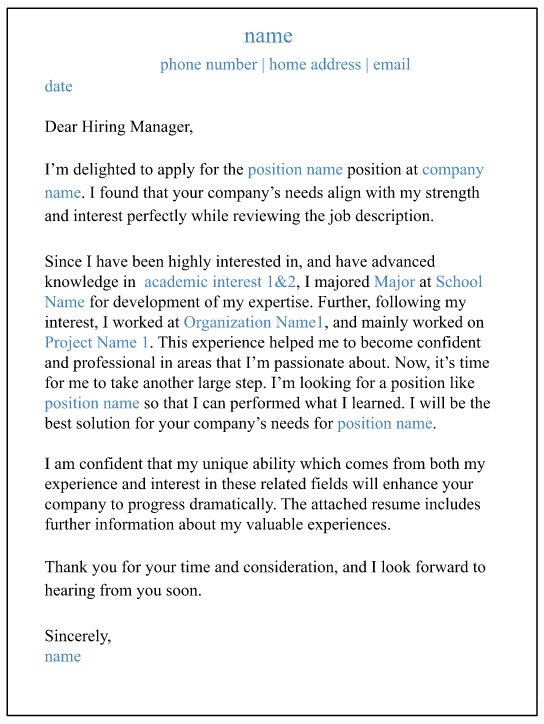 name
phone number | home address | email
date
Dear Hiring Manager,
I'm delighted to apply for the position name position at company
name. I found that your company's needs align with my strength
and interest perfectly while reviewing the job description.
Since I have been highly interested in, and have advanced
knowledge in academic interest 1&2, I majored Major at School
Name for development of my expertise. Further, following my
interest, I worked at Organization Name1, and mainly worked on
Project Name 1. This experience helped me to become confident
and professional in areas that I'm passionate about. Now, it's time
for me to take another large step. I'm looking for a position like
position name so that I can performed what I learned. I will be the
best solution for your company's needs for position name.
I am confident that my unique ability which comes from both my
experience and interest in these related fields will enhance your
company to progress dramatically. The attached resume includes
further information about my valuable experiences.
Thank you for your time and consideration, and I look forward to
hearing from you soon.
Sincerely,
name